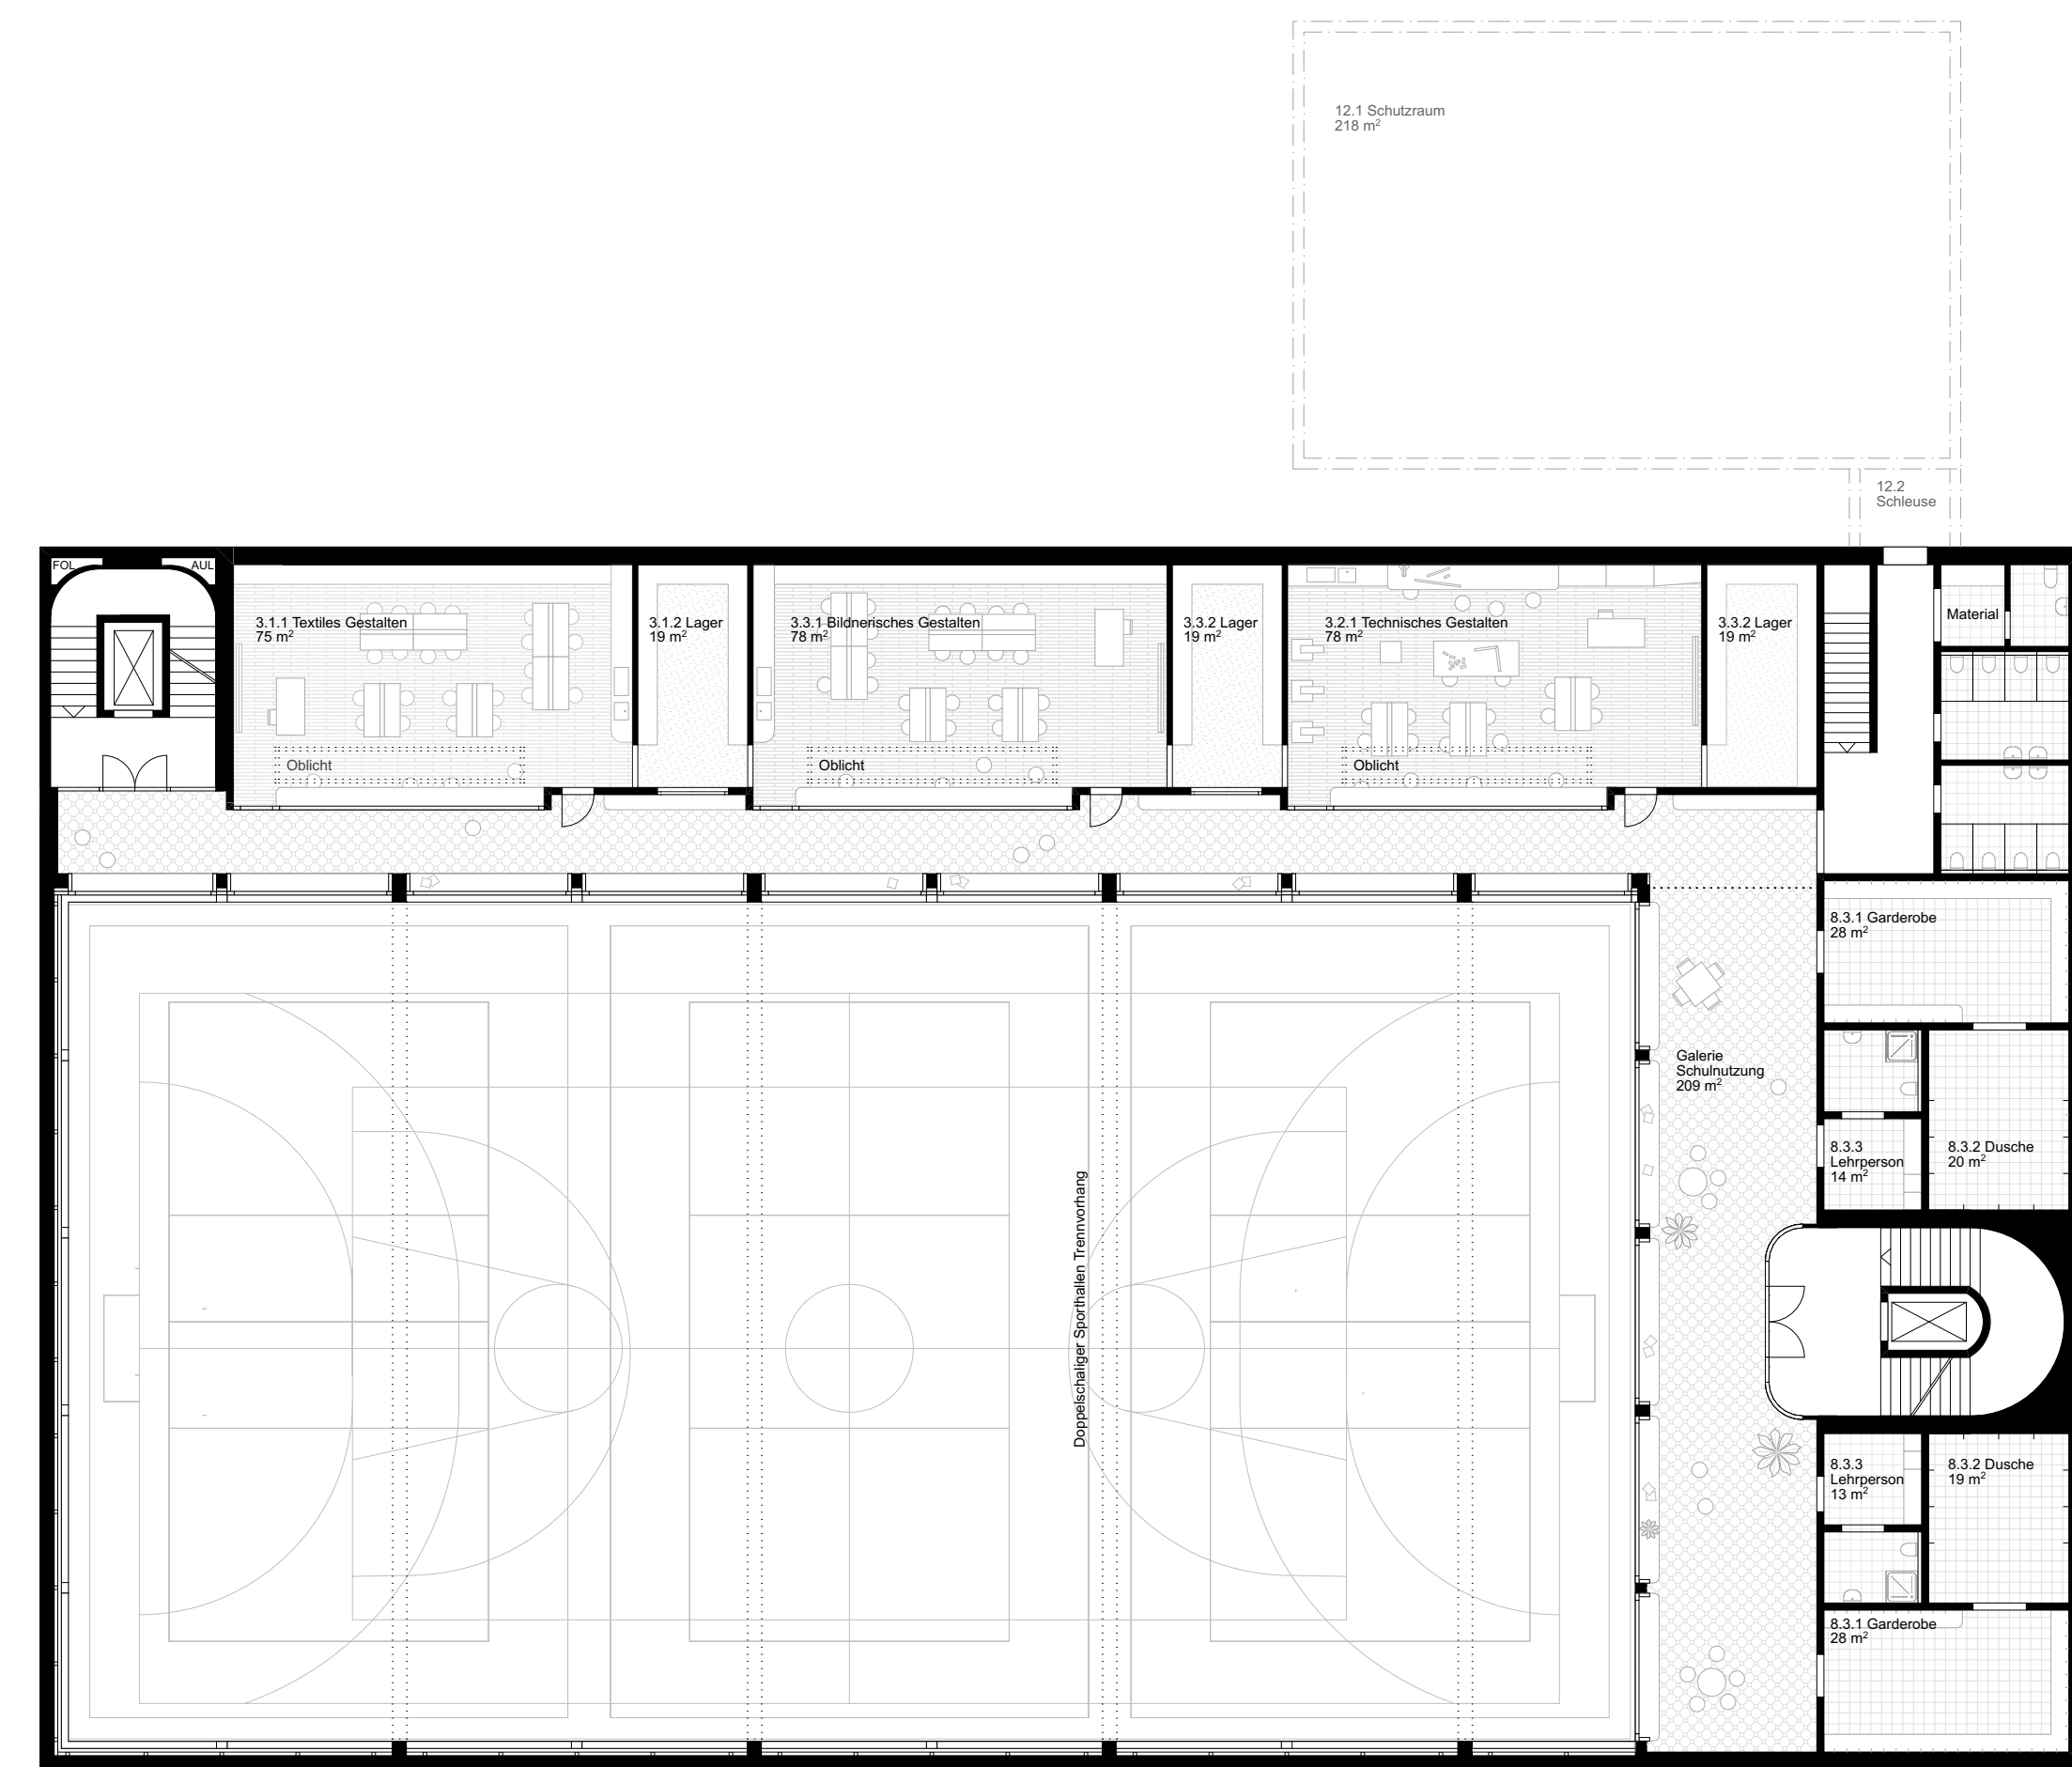 12.1 Schutzraum
218 m²
12.2
Schleuse
FOL
AUL
3.1.1 Textiles Gestalten
75 m²
3.1.2 Lager
19 m²
3.3.1 Bildnerisches Gestalten
78 m²
3.3.2 Lager
19 m²
3.2.1 Technisches Gestalten
78 m²
3.3.2 Lager
19 m²
Material
Oblicht
Oblicht
Oblicht
8.3.1 Garderobe
28 m²
Galerie
Schulnutzung
209 m²
8.3.3
Lehrperson
14 m²
8.3.2 Dusche
20 m²
Doppelschaliger Sporthallen Trennvorhang
8.3.3
Lehrperson
13 m²
8.3.2 Dusche
19 m²
8.3.1 Garderobe
28 m²